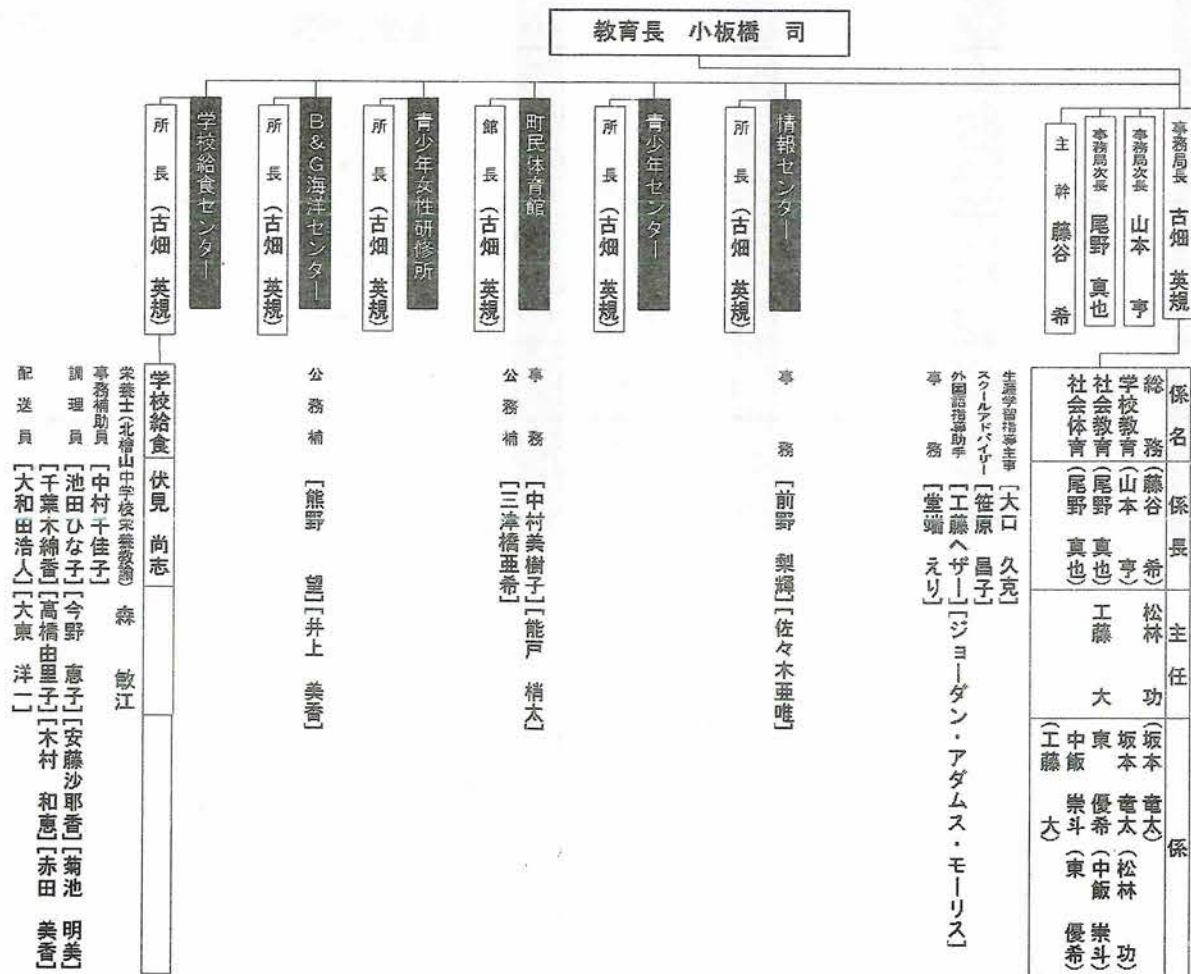 教育長 小板橋 司
事務局長 古畑 英規
事務局次長 山本 亨
事務局次長 尾野 真也
主幹 藤谷 希
係名 係長 主任 係
総務 (藤谷 希) 松林 功 (坂本 竜太)
学校教育 (山本 亨) 坂本 竜太 (松林 功)
社会教育 (尾野 真也) 工藤 大 東 優希 (中飯 崇斗)
社会体育 (尾野 真也) 中飯 崇斗 (東 優希)
(工藤 大)
生涯学習指導主事 [大口 久克]
スクールアドバイザー [笹原 昌子]
外国語指導助手 [工藤ヘザー] [ジョーダン・アダムス・モーリス]
事務 [堂端 えり]
情報センター
所長 (古畑 英規)
事務 [前野 梨輝] [佐々木亜唯]
青少年センター
所長 (古畑 英規)
町民体育館
館長 (古畑 英規)
事務 [中村美樹子] [能戸 梢太]
公務補 [三津橋亜希]
青少年女性研修所
所長 (古畑 英規)
B&G海洋センター
所長 (古畑 英規)
公務補 [熊野 望] [井上 美香]
学校給食センター
所長 (古畑 英規)
学校給食 伏見 尚志
栄養士(北檜山中学校栄養教諭) 森 敏江
事務補助員 [中村千佳子]
調理員 [池田ひな子] [今野 恵子] [安藤沙耶香] [菊池 明美]
[千葉木綿香] [高橋由里子] [木村 和恵] [赤田 美香]
配送員 [大和田浩人] [大東 洋一]